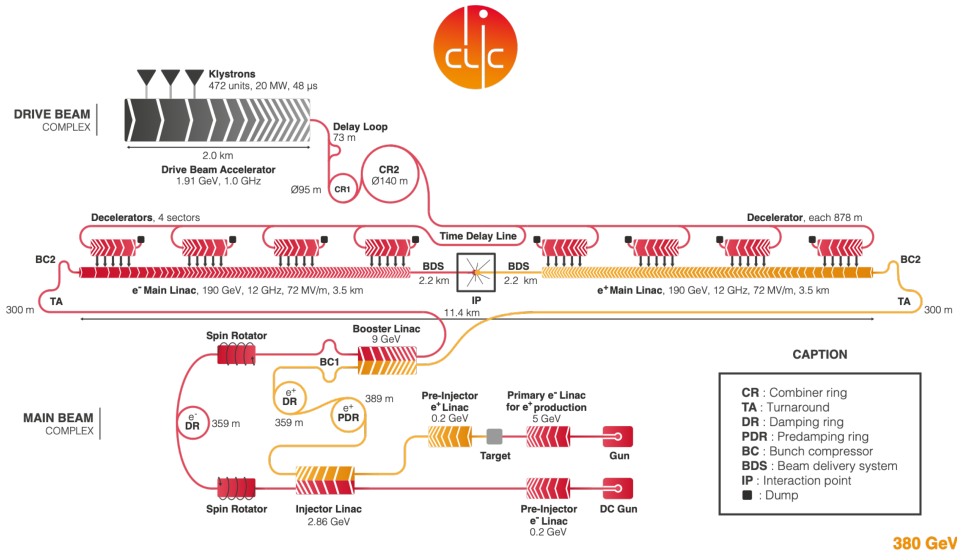 clic
Klystrons
472 units, 20 MW, 48 µs
DRIVE BEAM
COMPLEX
Delay Loop
73 m
2.0 km
Drive Beam Accelerator
1.91 GeV, 1.0 GHz
CR2
Ø140 m
Ø95 m
CR1
Decelerators, 4 sectors
Time Delay Line
Decelerator, each 878 m
BC2
BDS
2.2 km
BDS
2.2 km
BC2
e⁻ Main Linac, 190 GeV, 12 GHz, 72 MV/m, 3.5 km
IP
e⁺ Main Linac, 190 GeV, 12 GHz, 72 MV/m, 3.5 km
TA
300 m
11.4 km
TA
300 m
Spin Rotator
Booster Linac
9 GeV
BC1
CAPTION
CR : Combiner ring
TA : Turnaround
DR : Damping ring
PDR : Predamping ring
BC : Bunch compressor
BDS : Beam delivery system
IP : Interaction point
: Dump
MAIN BEAM
COMPLEX
e⁻
DR
359 m
e⁺
DR
359 m
e⁺
PDR
389 m
Pre-Injector
e⁺ Linac
0.2 GeV
Primary e⁻ Linac
for e⁺ production
5 GeV
Target
Gun
Spin Rotator
Injector Linac
2.86 GeV
Pre-Injector
e⁻ Linac
0.2 GeV
DC Gun
380 GeV